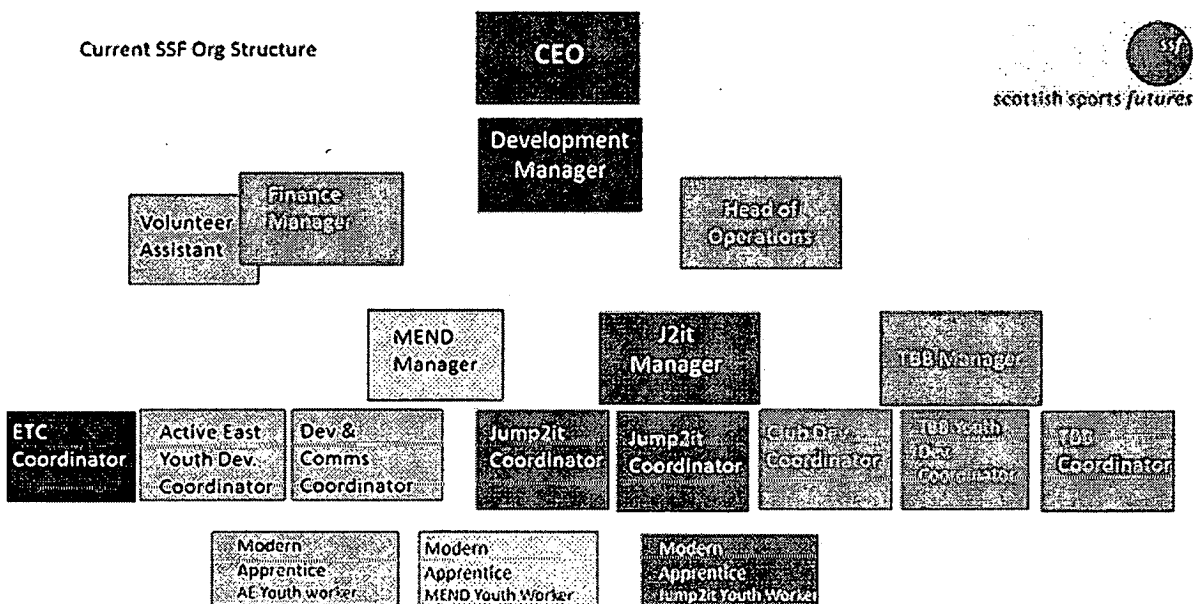 Current SSF Org Structure
CEO
ssf
scottish sports futures
Development
Manager
Finance
Manager
Volunteer
Assistant
Head of
Operations
MEND
Manager
J2it
Manager
TBB Manager
ETC
Coordinator
Active East
Youth Dev.
Coordinator
Dev &
Comms
Coordinator
Jump2it
Coordinator
Jump2it
Coordinator
Club Dev
Coordinator
TBB Youth
Dev
Coordinator
TBB
Coordinator
Modern
Apprentice
AE Youth worker
Modern
Apprentice
MEND Youth Worker
Modern
Apprentice
Jump2it Youth Worker